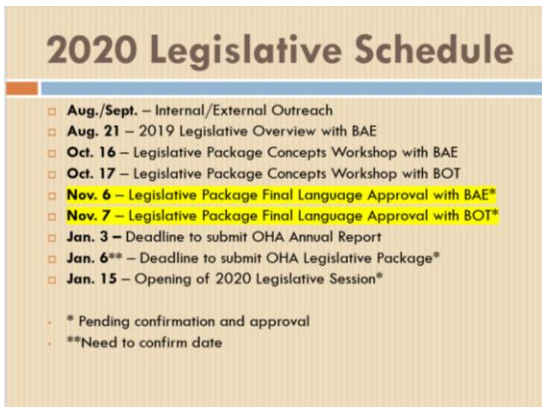 2020 Legislative Schedule
Aug./Sept. – Internal/External Outreach
Aug. 21 – 2019 Legislative Overview with BAE
Oct. 16 – Legislative Package Concepts Workshop with BAE
Oct. 17 – Legislative Package Concepts Workshop with BOT
Nov. 6 – Legislative Package Final Language Approval with BAE*
Nov. 7 – Legislative Package Final Language Approval with BOT*
Jan. 3 – Deadline to submit OHA Annual Report
Jan. 6** – Deadline to submit OHA Legislative Package*
Jan. 15 – Opening of 2020 Legislative Session*
* Pending confirmation and approval
**Need to confirm date